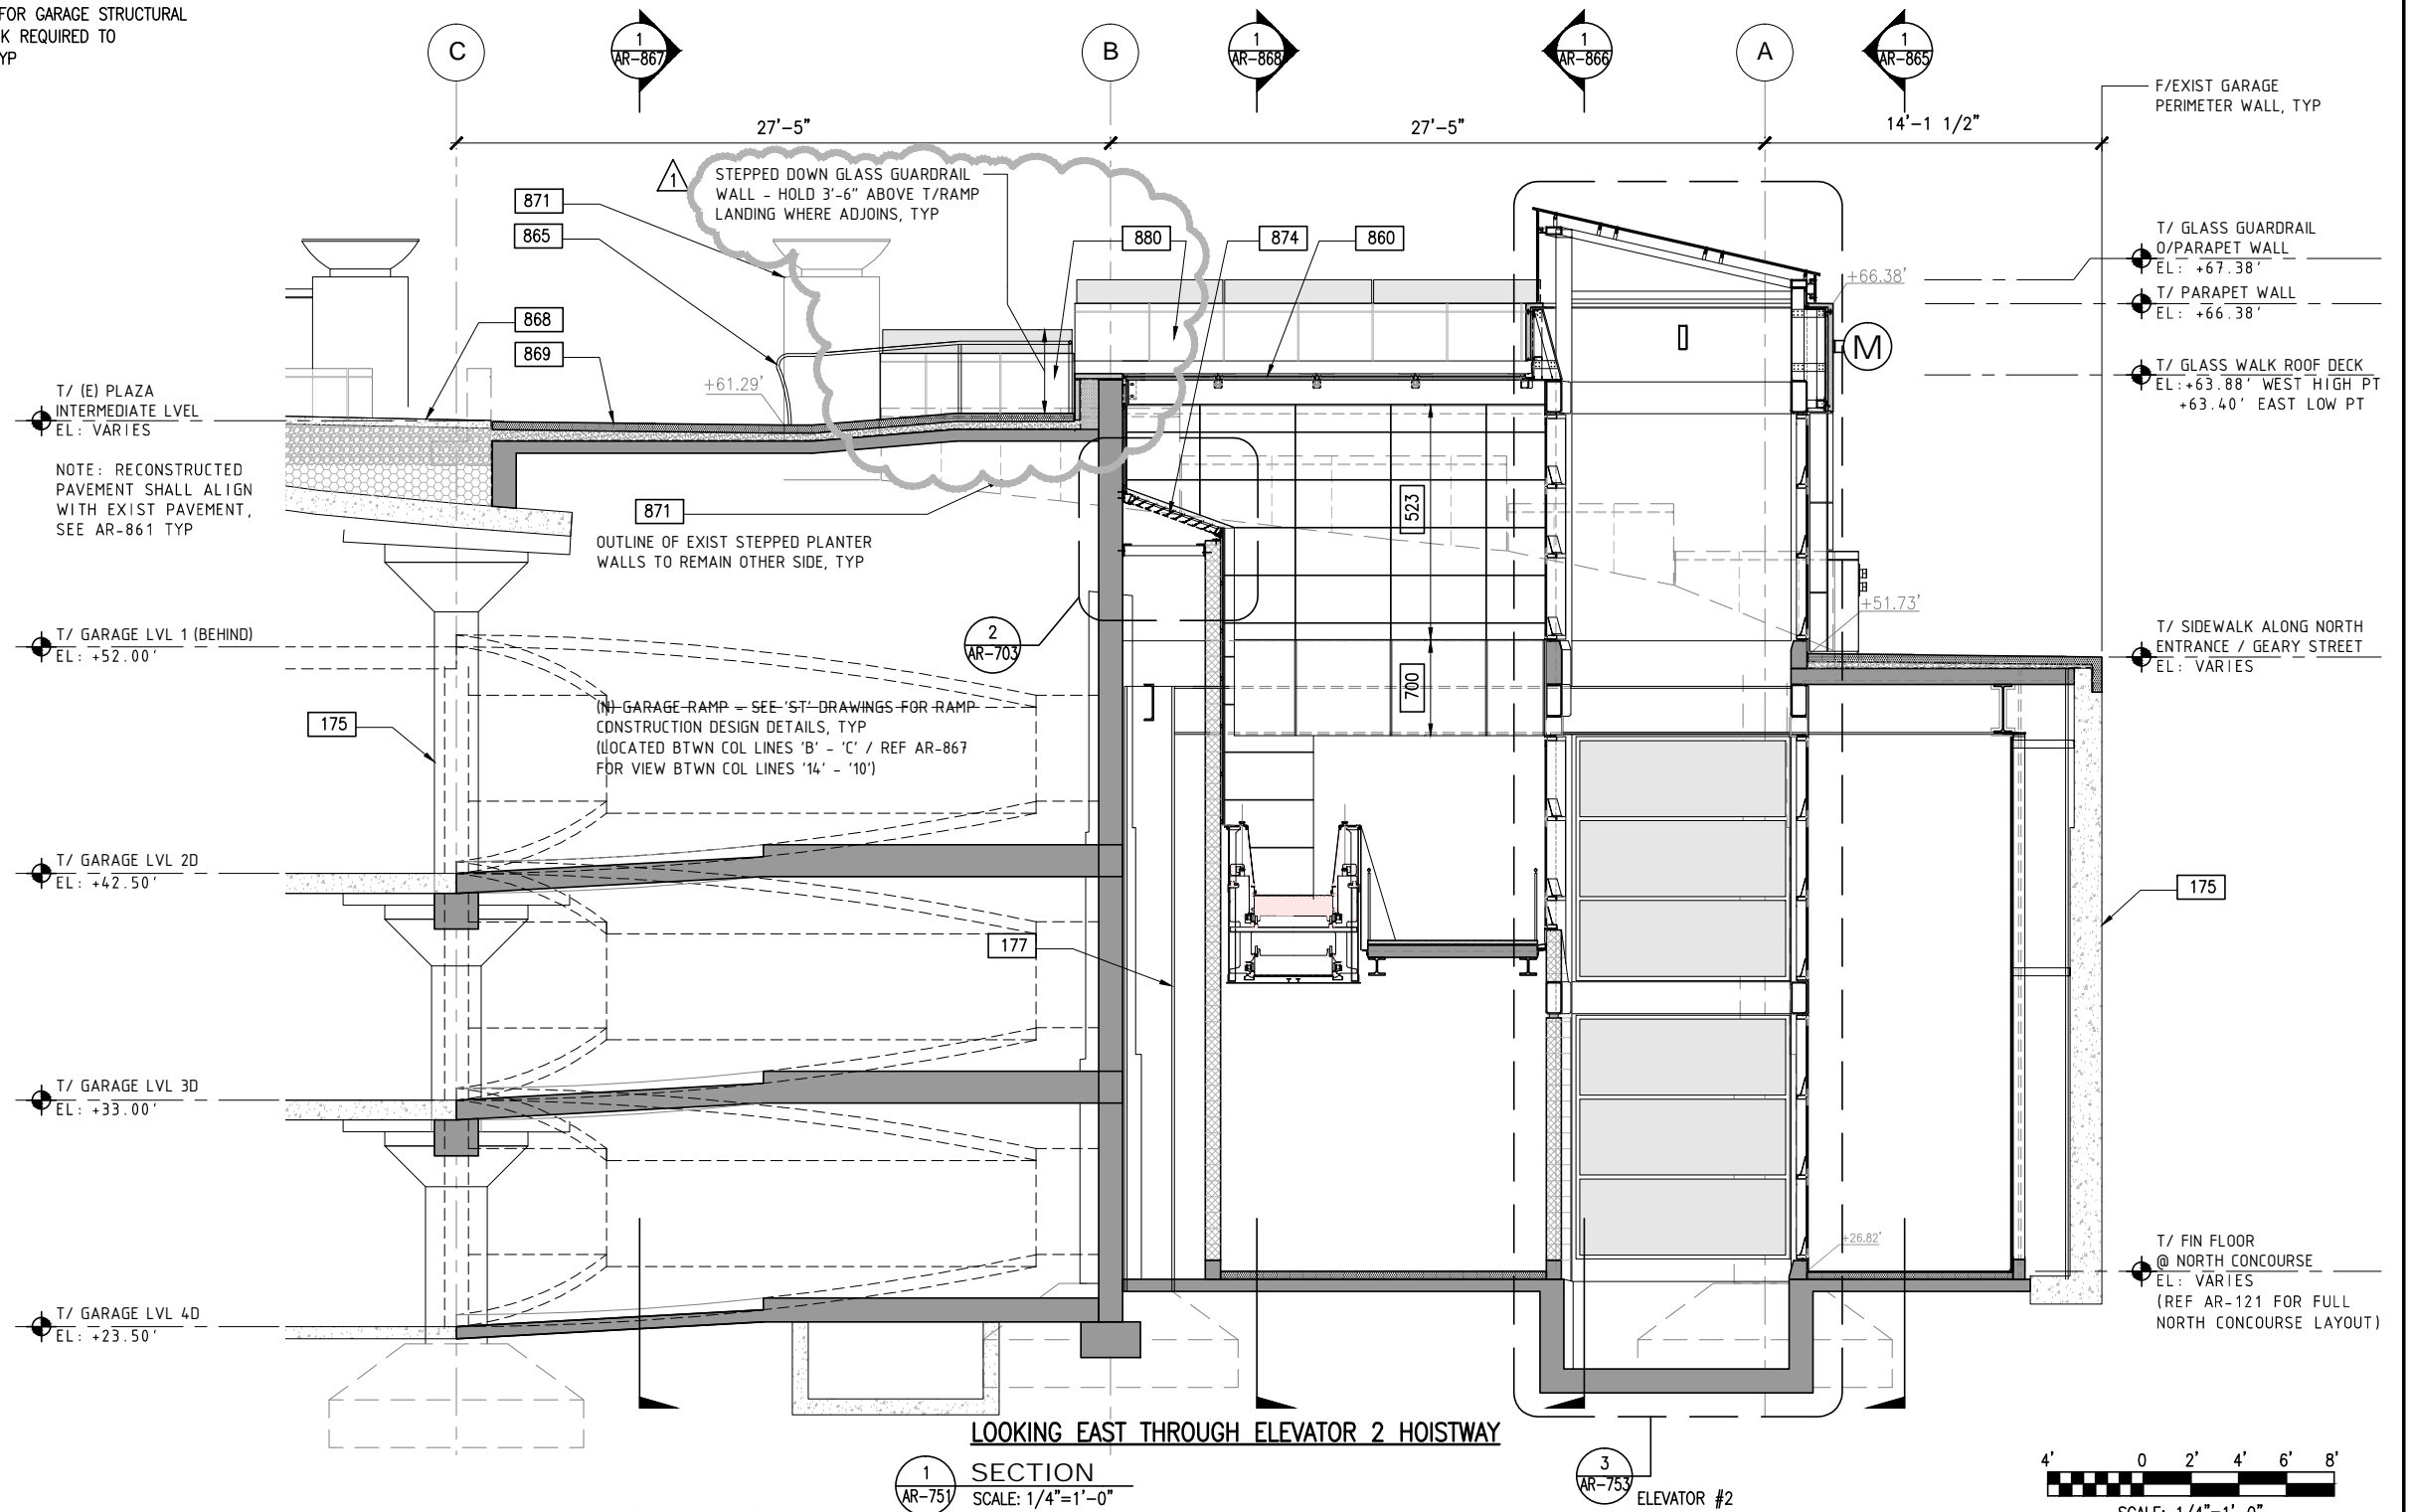 FOR GARAGE STRUCTURAL
K REQUIRED TO
YP
C
1
AR-867
B
1
AR-868
1
AR-866
A
1
AR-865
F/EXIST GARAGE
PERIMETER WALL, TYP
27'-5"
27'-5"
14'-1 1/2"
1
STEPPED DOWN GLASS GUARDRAIL
WALL - HOLD 3'-6" ABOVE T/RAMP
LANDING WHERE ADJOINS, TYP
871
865
880
874
860
868
869
+61.29'
+66.38'
M
T/ GLASS GUARDRAIL
O/PARAPET WALL
EL: +67.38'
T/ PARAPET WALL
EL: +66.38'
T/ GLASS WALK ROOF DECK
EL:+63.88' WEST HIGH PT
+63.40' EAST LOW PT
T/ (E) PLAZA
INTERMEDIATE LVEL
EL: VARIES
NOTE: RECONSTRUCTED
PAVEMENT SHALL ALIGN
WITH EXIST PAVEMENT,
SEE AR-861 TYP
871
OUTLINE OF EXIST STEPPED PLANTER
WALLS TO REMAIN OTHER SIDE, TYP
523
+51.73'
T/ GARAGE LVL 1 (BEHIND)
EL: +52.00'
2
AR-703
T/ SIDEWALK ALONG NORTH
ENTRANCE / GEARY STREET
EL: VARIES
700
175
(N) GARAGE RAMP - SEE 'ST' DRAWINGS FOR RAMP
CONSTRUCTION DESIGN DETAILS, TYP
(LOCATED BTWN COL LINES 'B' - 'C' / REF AR-867
FOR VIEW BTWN COL LINES '14' - '10')
T/ GARAGE LVL 2D
EL: +42.50'
175
177
T/ GARAGE LVL 3D
EL: +33.00'
+26.82'
T/ FIN FLOOR
@ NORTH CONCOURSE
EL: VARIES
(REF AR-121 FOR FULL
NORTH CONCOURSE LAYOUT)
T/ GARAGE LVL 4D
EL: +23.50'
LOOKING EAST THROUGH ELEVATOR 2 HOISTWAY
1
AR-751
SECTION
SCALE: 1/4"=1'-0"
3
AR-753
ELEVATOR #2
4' 0 2' 4' 6' 8'
SCALE: 1/4"=1'-0"